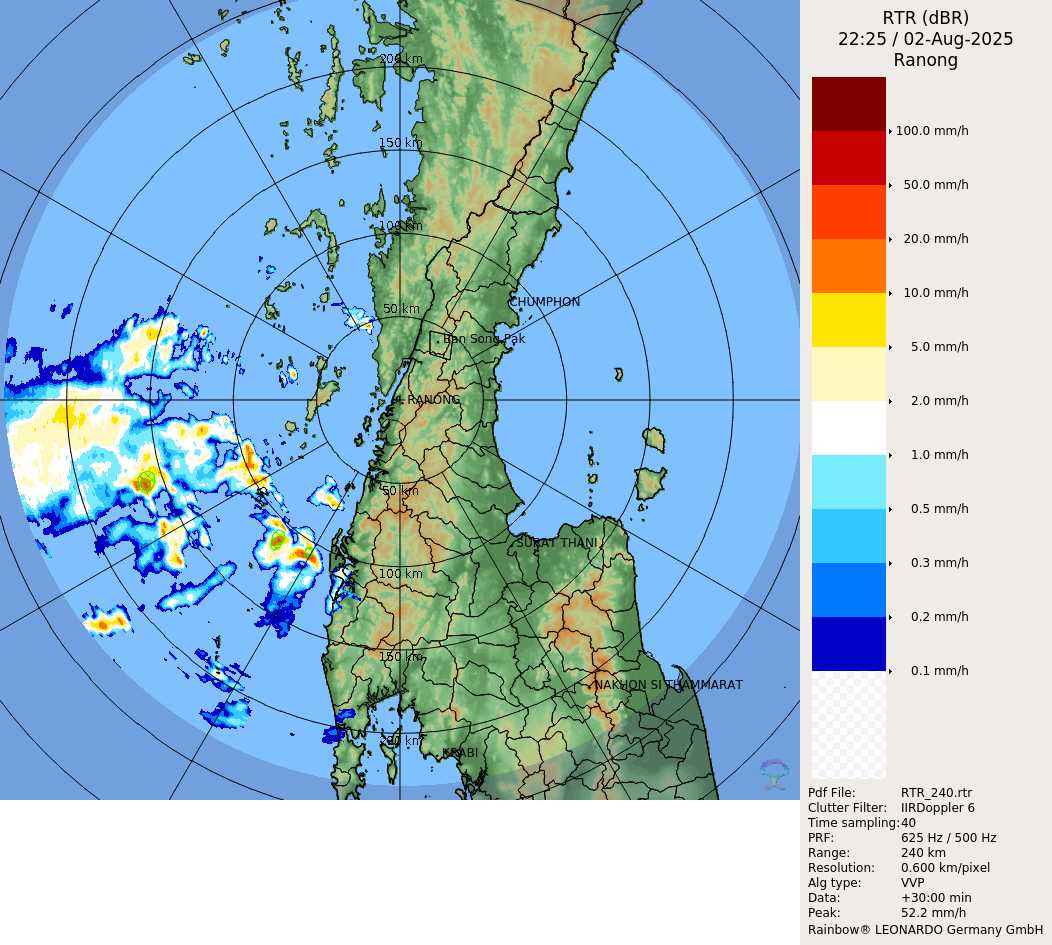 RTR (dBR)
22:25 / 02-Aug-2025
Ranong
200 km
150 km
100 km
50 km
CHUMPHON
Ban Song Pak
RANONG
50 km
SURAT THANI
100 km
150 km
NAKHON SI THAMMARAT
200 km
KRABI
100.0 mm/h
50.0 mm/h
20.0 mm/h
10.0 mm/h
5.0 mm/h
2.0 mm/h
1.0 mm/h
0.5 mm/h
0.3 mm/h
0.2 mm/h
0.1 mm/h
Pdf File: RTR_240.rtr
Clutter Filter: IIRDoppler 6
Time sampling:40
PRF: 625 Hz / 500 Hz
Range: 240 km
Resolution: 0.600 km/pixel
Alg type: VVP
Data: +30:00 min
Peak: 52.2 mm/h
Rainbow® LEONARDO Germany GmbH